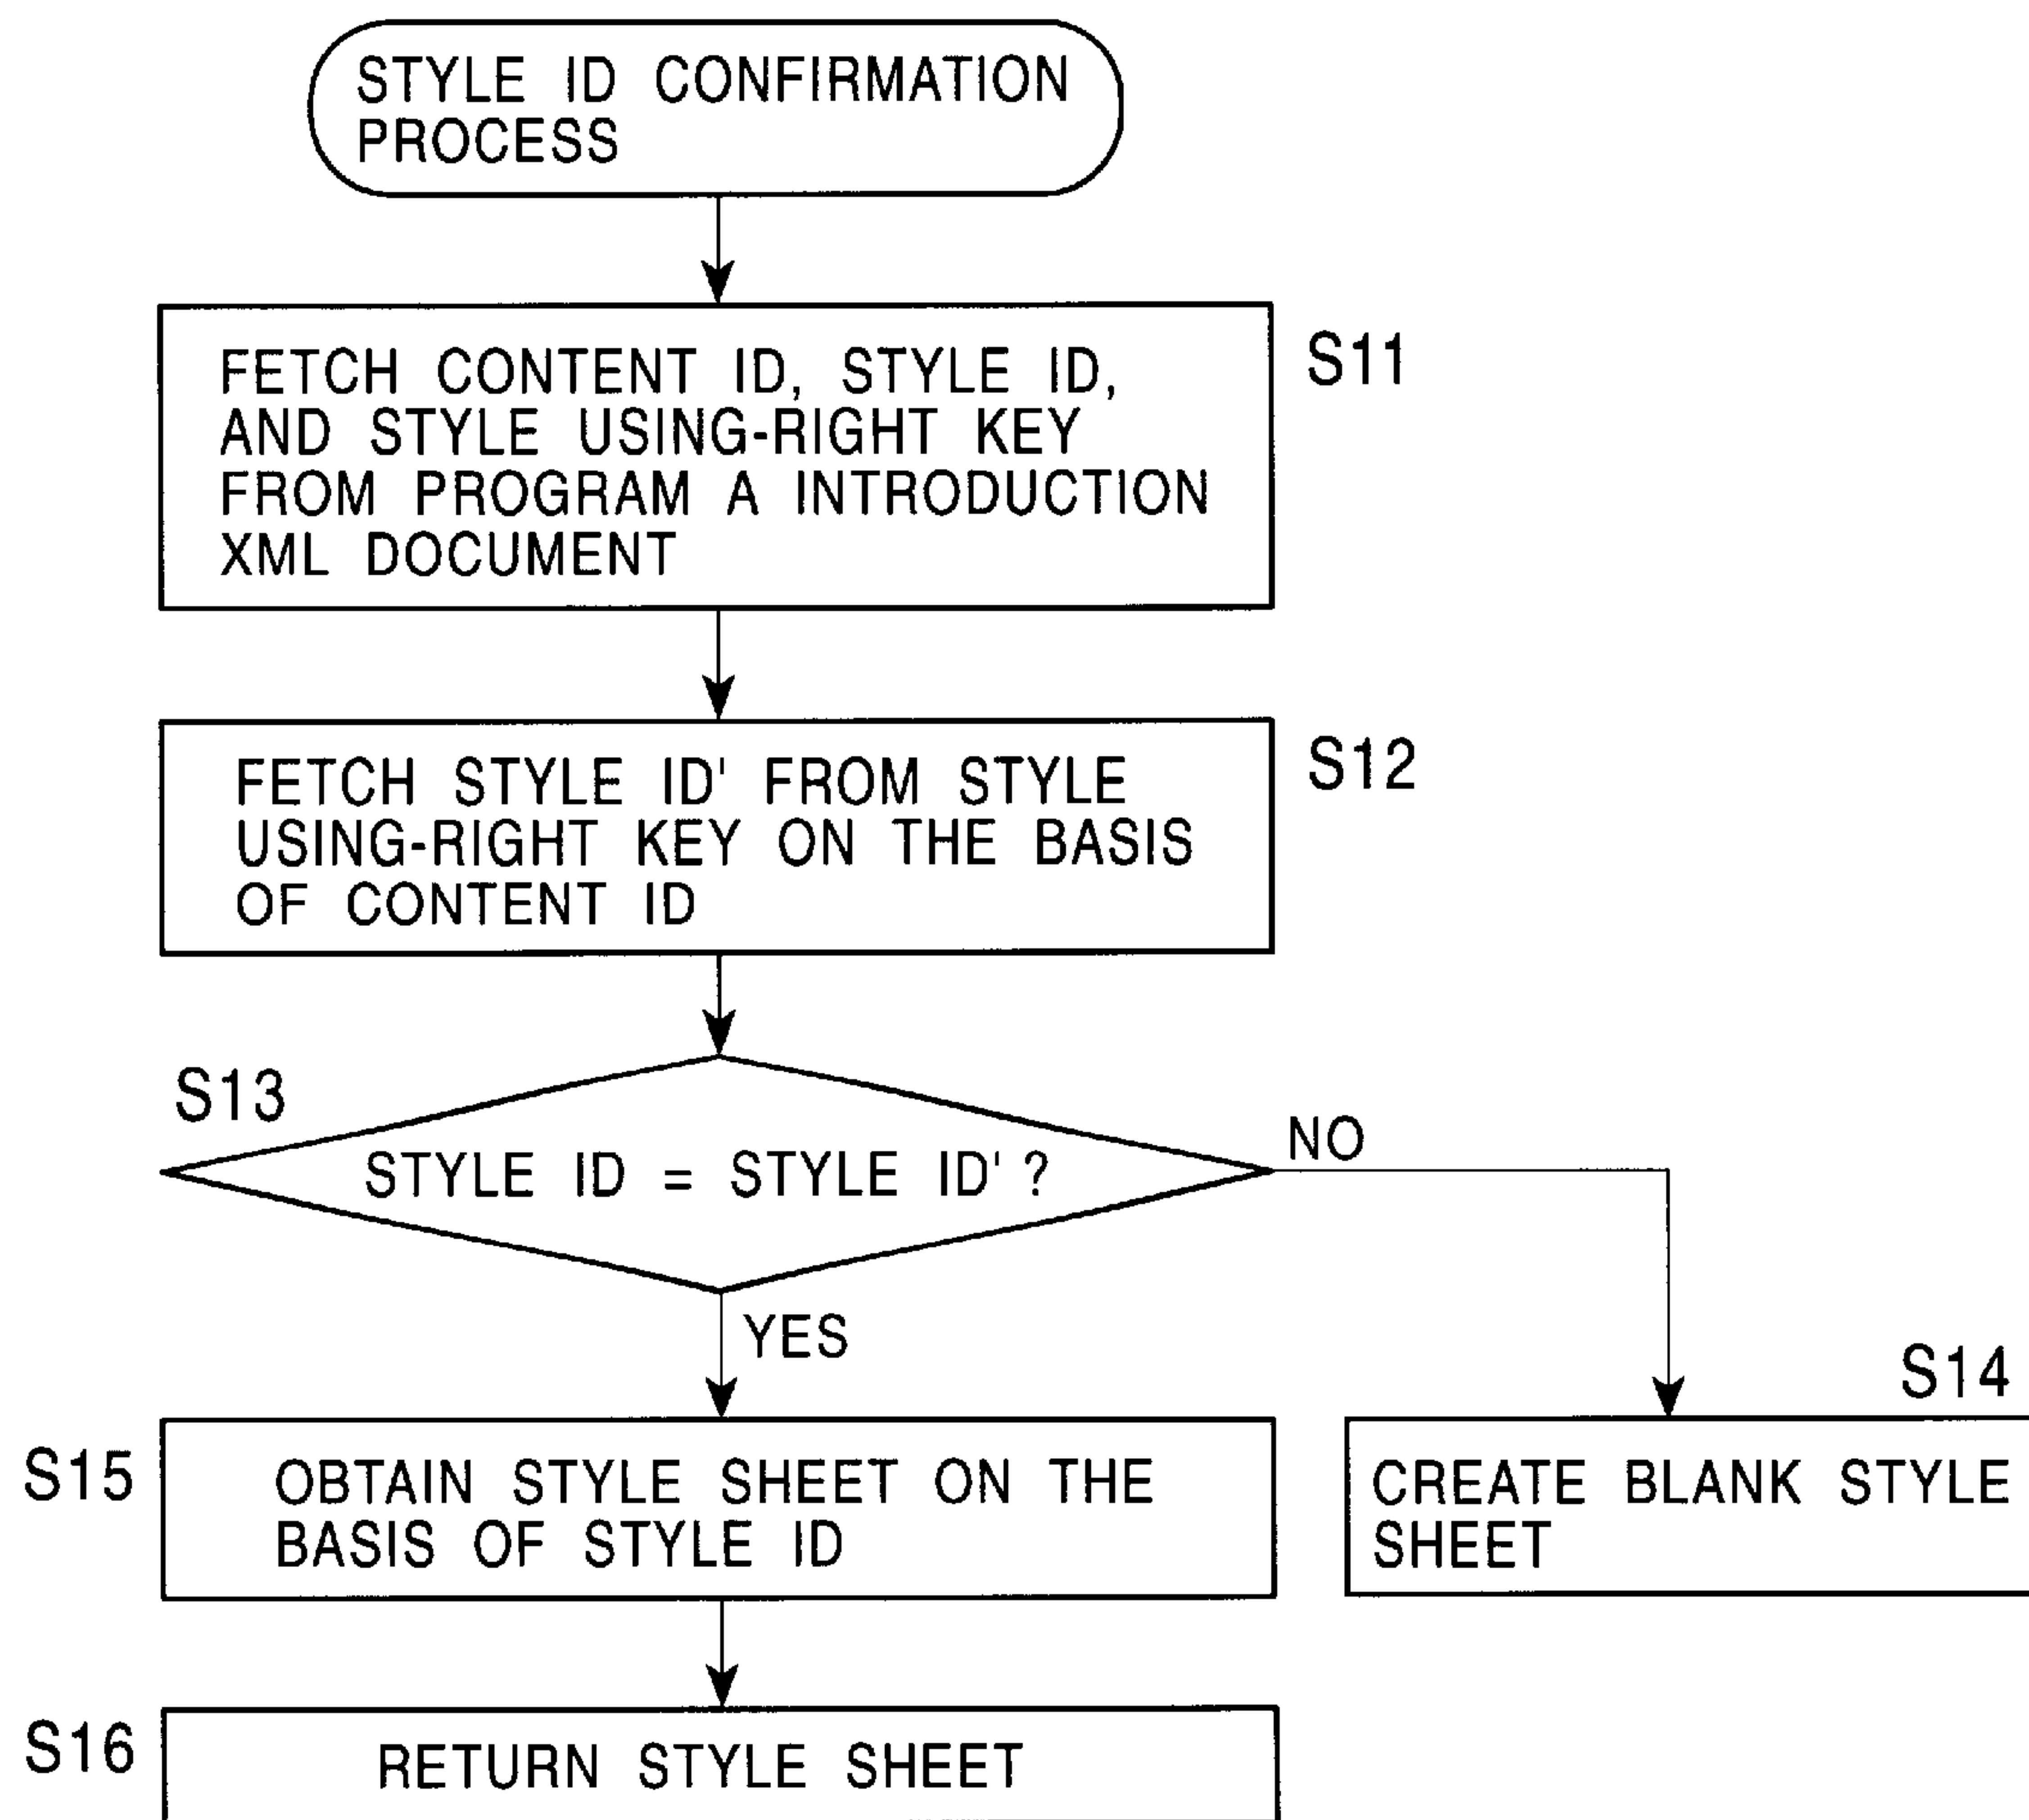 STYLE ID CONFIRMATION
PROCESS
FETCH CONTENT ID, STYLE ID,
AND STYLE USING-RIGHT KEY
FROM PROGRAM A INTRODUCTION
XML DOCUMENT
S11
FETCH STYLE ID' FROM STYLE
USING-RIGHT KEY ON THE BASIS
OF CONTENT ID
S12
S13
STYLE ID = STYLE ID' ?
NO
YES
S14
S15
OBTAIN STYLE SHEET ON THE
BASIS OF STYLE ID
CREATE BLANK STYLE
SHEET
S16
RETURN STYLE SHEET